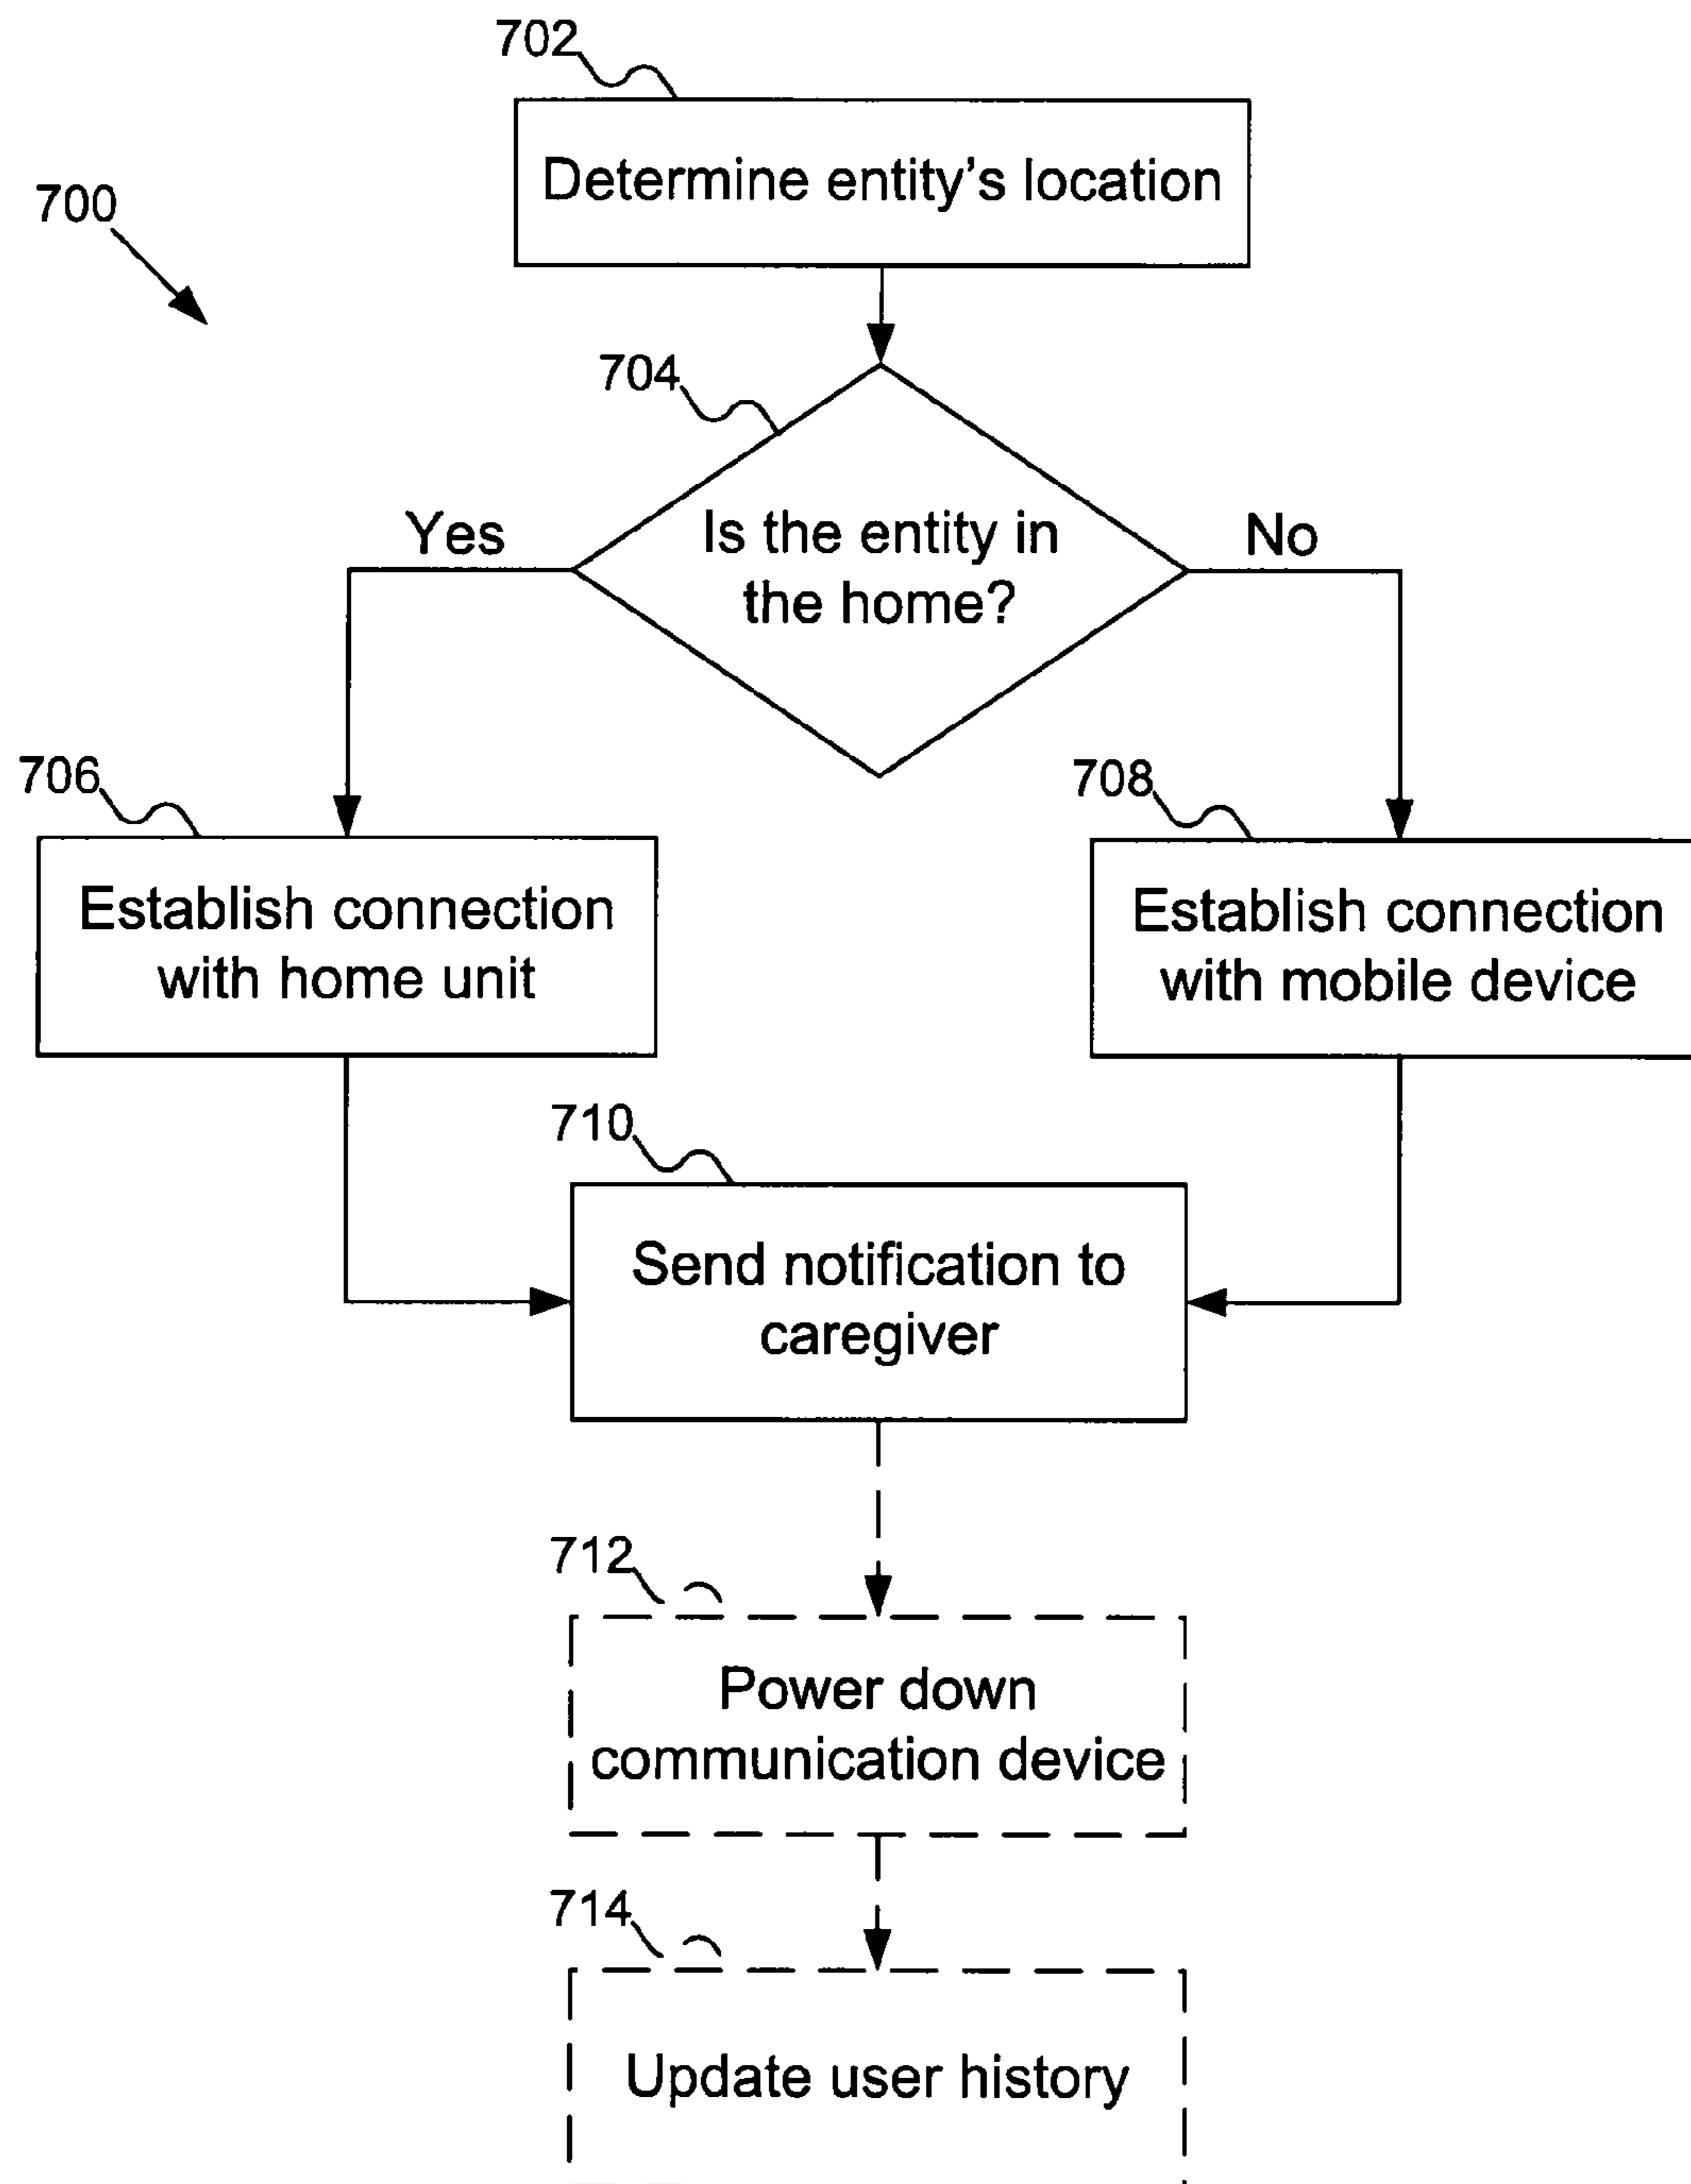 702
Determine entity's location
700
704
Yes
Is the entity in
the home?
No
706
Establish connection
with home unit
708
Establish connection
with mobile device
710
Send notification to
caregiver
712
Power down
communication device
714
Update user history